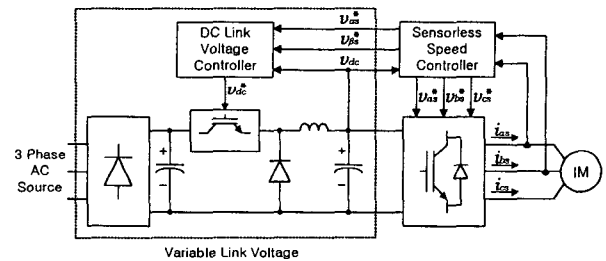 DC Link
Voltage
Controller
v*αs
v*βs
vdc
Sensorless
Speed
Controller
v*dc
v*as v*bs v*cs
3 Phase
AC
Source
+
−
+
−
ias
ibs
ics
IM
Variable Link Voltage